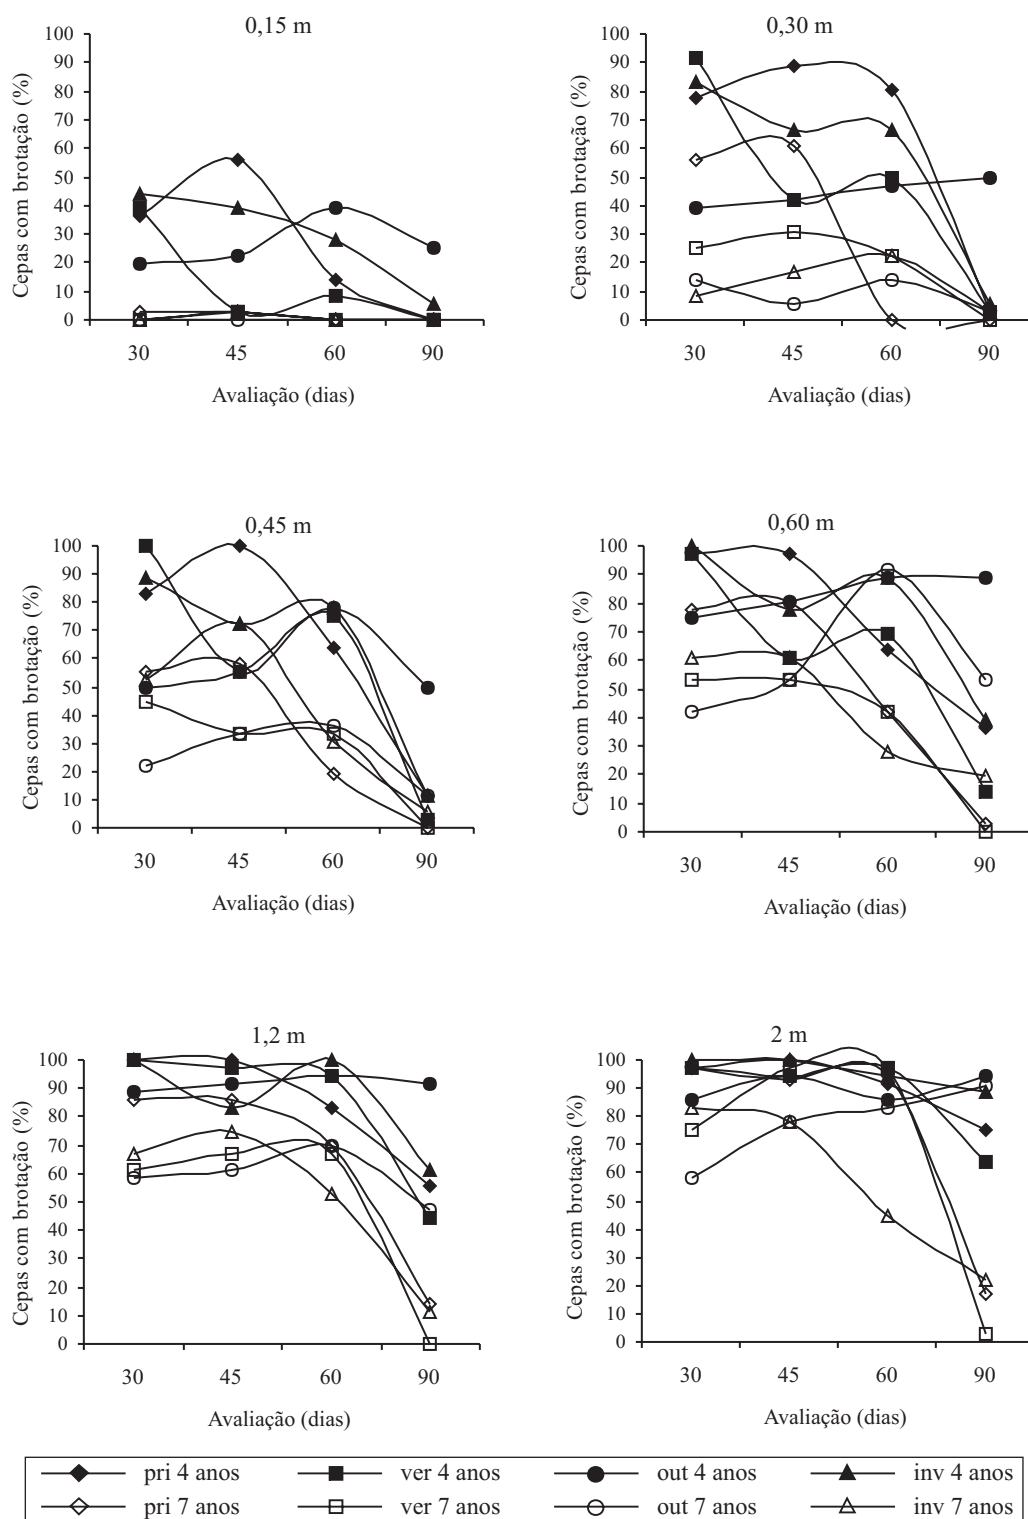 0,15 m
100
90
80
70
60
50
40
30
20
10
0
Cepas com brotação (%)
30 45 60 90
Avaliação (dias)
0,30 m
100
90
80
70
60
50
40
30
20
10
0
Cepas com brotação (%)
30 45 60 90
Avaliação (dias)
0,45 m
100
90
80
70
60
50
40
30
20
10
0
Cepas com brotação (%)
30 45 60 90
Avaliação (dias)
0,60 m
100
90
80
70
60
50
40
30
20
10
0
Cepas com brotação (%)
30 45 60 90
Avaliação (dias)
1,2 m
100
90
80
70
60
50
40
30
20
10
0
Cepas com brotação (%)
30 45 60 90
Avaliação (dias)
2 m
100
90
80
70
60
50
40
30
20
10
0
Cepas com brotação (%)
30 45 60 90
Avaliação (dias)
pri 4 anos ver 4 anos out 4 anos inv 4 anos
pri 7 anos ver 7 anos out 7 anos inv 7 anos